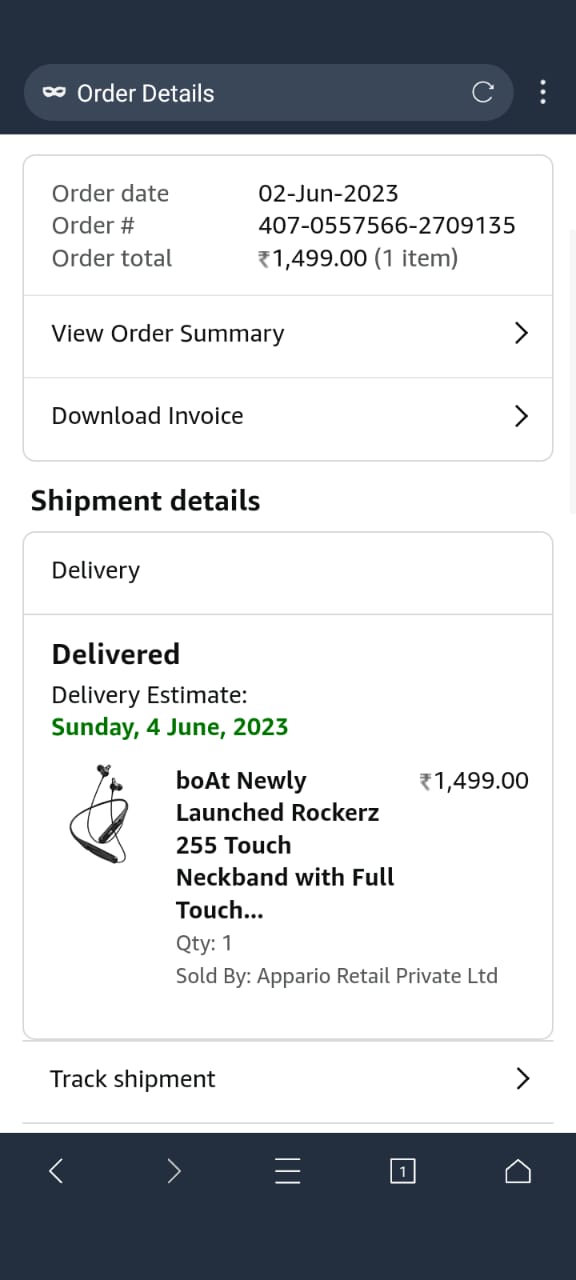 Order Details
Order date 02-Jun-2023
Order # 407-0557566-2709135
Order total ₹1,499.00 (1 item)
View Order Summary
Download Invoice
Shipment details
Delivery
Delivered
Delivery Estimate:
Sunday, 4 June, 2023
boAt Newly ₹1,499.00
Launched Rockerz
255 Touch
Neckband with Full
Touch...
Qty: 1
Sold By: Appario Retail Private Ltd
Track shipment
1